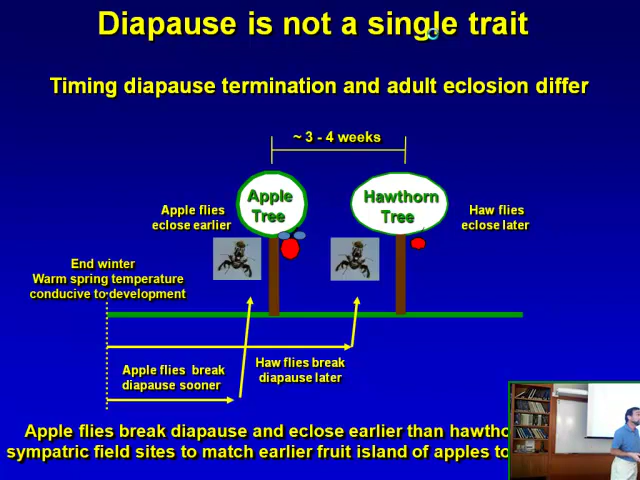 Diapause is not a single trait
Timing diapause termination and adult eclosion differ
~ 3 - 4 weeks
Apple
Tree
Hawthorn
Tree
Apple flies
eclose earlier
Haw flies
eclose later
End winter
Warm spring temperature
conducive to development
Apple flies break
diapause sooner
Haw flies break
diapause later
Apple flies break diapause and eclose earlier than
sympatric field sites to match earlier fruit island of apples